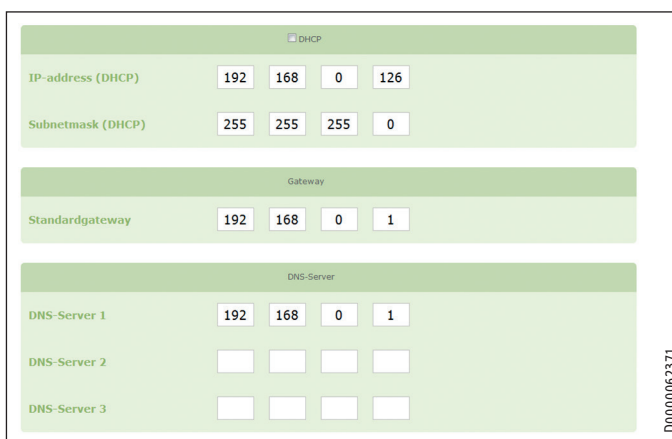 DHCP
IP-address (DHCP) 192 168 0 126
Subnetmask (DHCP) 255 255 255 0
Gateway
Standardgateway 192 168 0 1
DNS-Server
DNS-Server 1 192 168 0 1
DNS-Server 2
DNS-Server 3
D0000062371